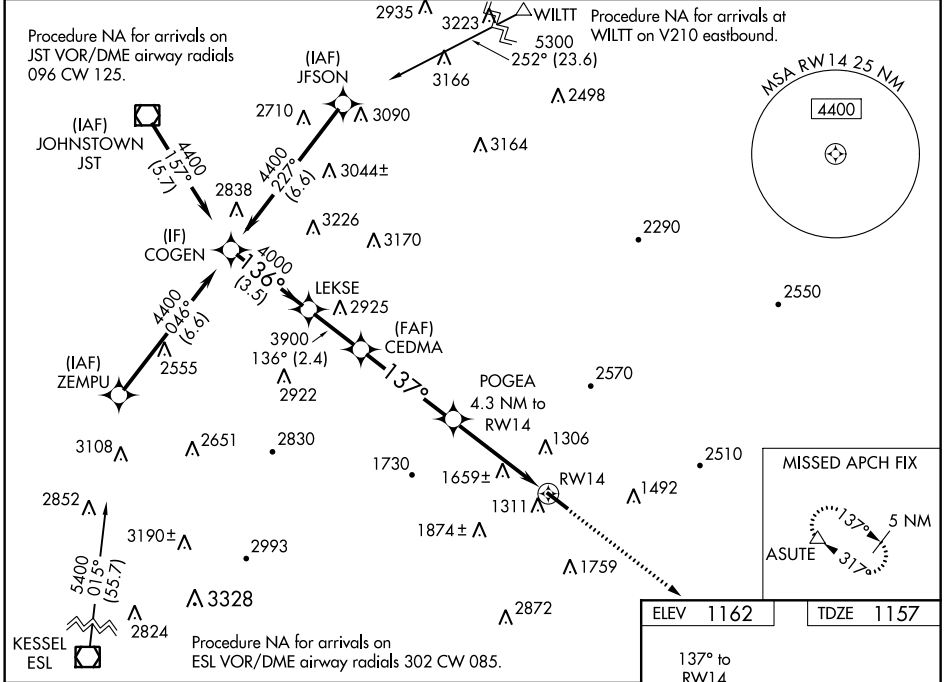 Procedure NA for arrivals on
JST VOR/DME airway radials
096 CW 125.
2935
3223
WILTT
Procedure NA for arrivals at
WILTT on V210 eastbound.
5300
252° (23.6)
3166
(IAF)
JFSON
2498
MSA RW14 25 NM
4400
2710
3090
(IAF)
JOHNSTOWN
JST
3164
4400
157°
(5.7)
4400
227°
(6.6)
3044±
2838
3226
3170
2290
(IF)
COGEN
4000
136°
(3.5)
LEKSE
2925
2550
4400
046°
(6.6)
3900
136° (2.4)
(FAF)
CEDMA
2555
(IAF)
ZEMPU
2922
137°
POGEA
4.3 NM to
RW14
2570
3108
2651
2830
1306
1730
1659±
RW14
2510
MISSED APCH FIX
2852
1311
1492
137°
5 NM
ASUTE
317°
3190±
1874±
2993
1759
5400
015°
(55.7)
3328
2872
2824
KESSEL
ESL
Procedure NA for arrivals on
ESL VOR/DME airway radials 302 CW 085.
ELEV 1162
TDZE 1157
137° to
RW14